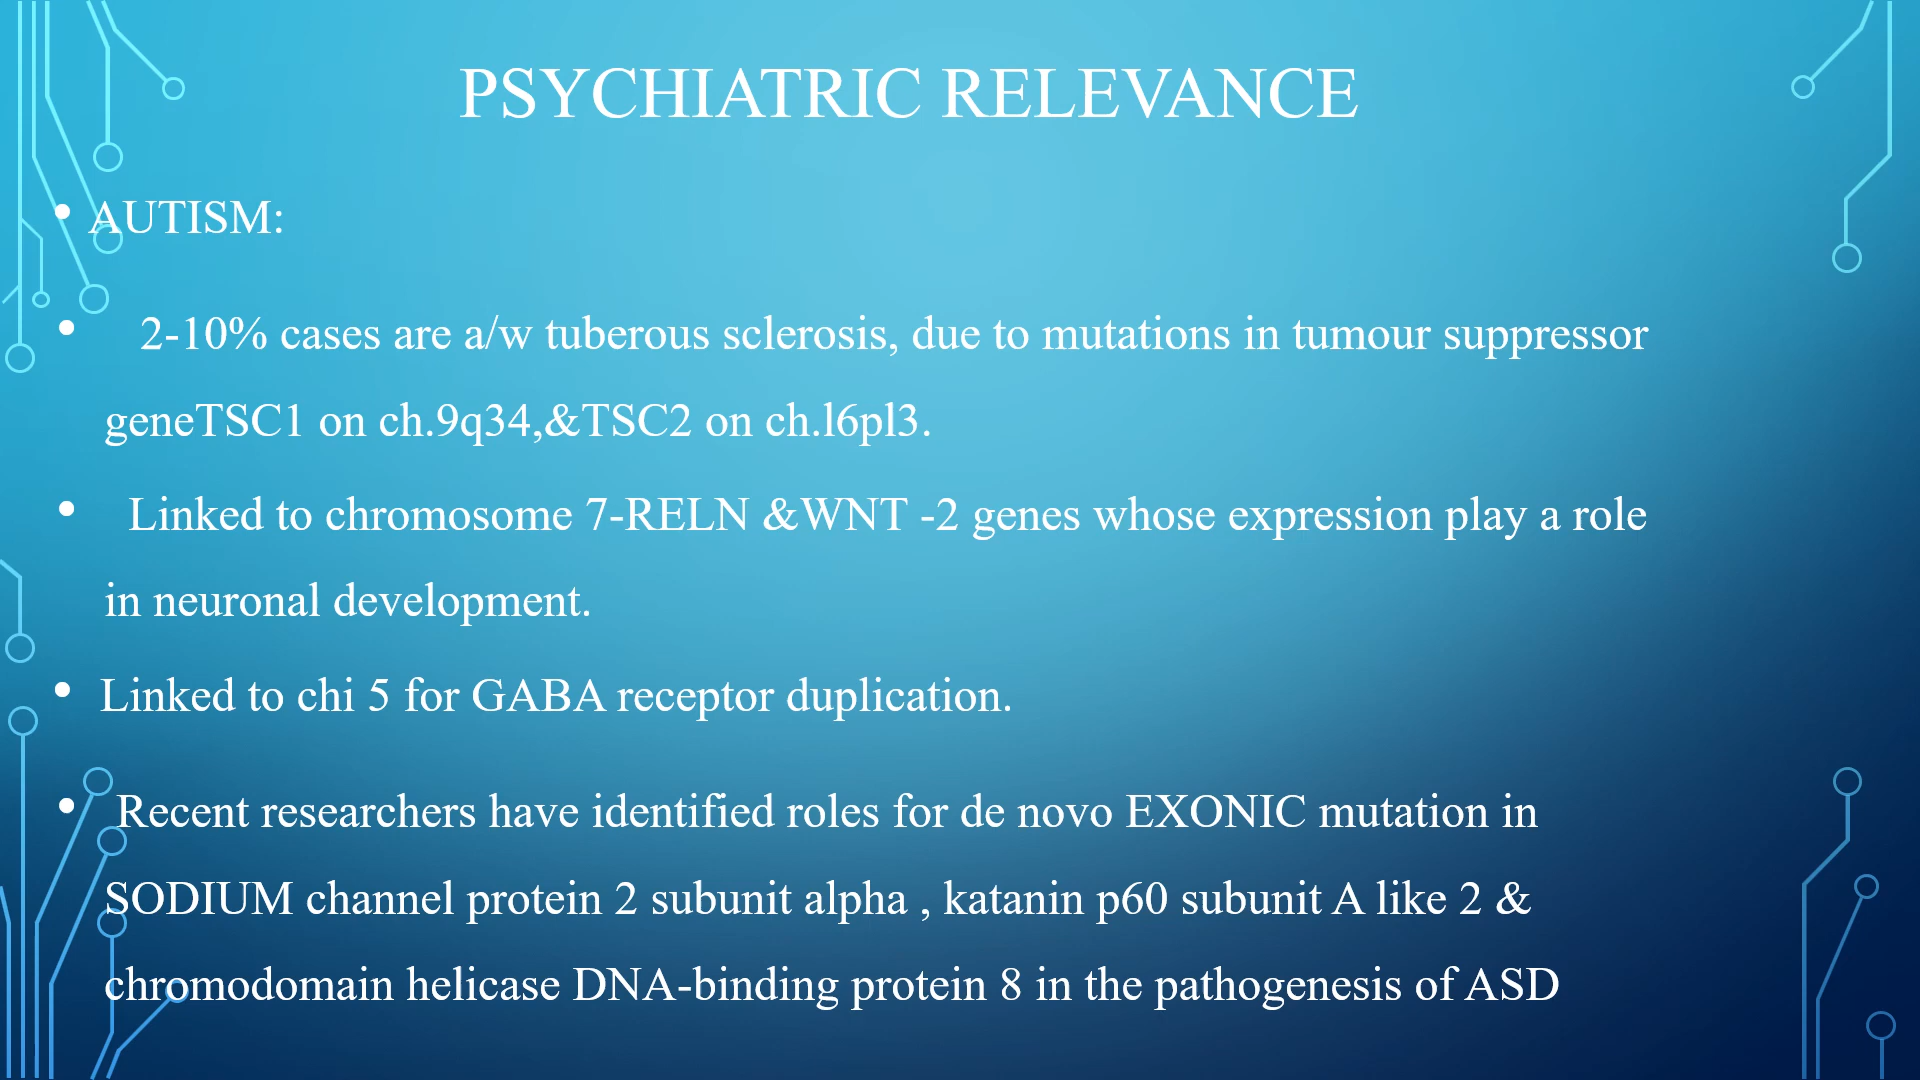 PSYCHIATRIC RELEVANCE
• AUTISM:
• 2-10% cases are a/w tuberous sclerosis, due to mutations in tumour suppressor
geneTSC1 on ch.9q34,&TSC2 on ch.l6pl3.
• Linked to chromosome 7-RELN &WNT -2 genes whose expression play a role
in neuronal development.
• Linked to chi 5 for GABA receptor duplication.
• Recent researchers have identified roles for de novo EXONIC mutation in
SODIUM channel protein 2 subunit alpha , katanin p60 subunit A like 2 &
chromodomain helicase DNA-binding protein 8 in the pathogenesis of ASD